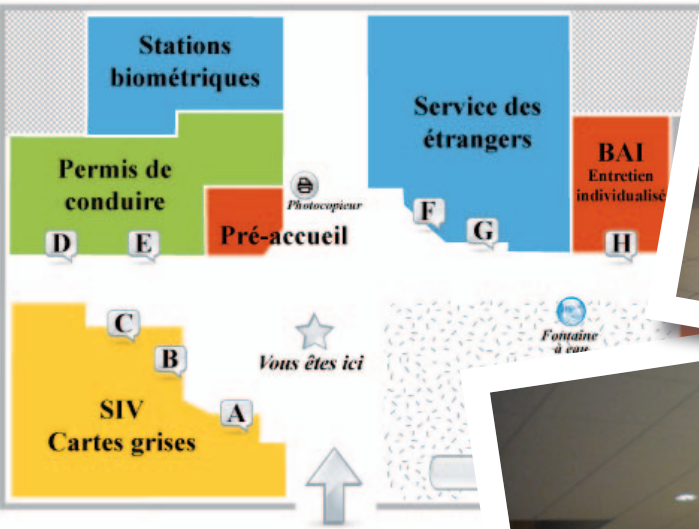 Stations
biométriques
Service des
étrangers
BAI
Entretien
individualisé
Permis de
conduire
Photocopieur
Pré-accueil
D
E
F
G
H
C
B
A
Vous êtes ici
Fontaine
à eau
SIV
Cartes grises